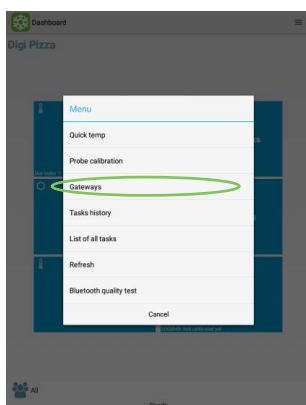 Dashboard
Digi Pizza
Menu
Quick temp
Probe calibration
Gateways
Tasks history
List of all tasks
Refresh
Bluetooth quality test
Cancel
All
Ready